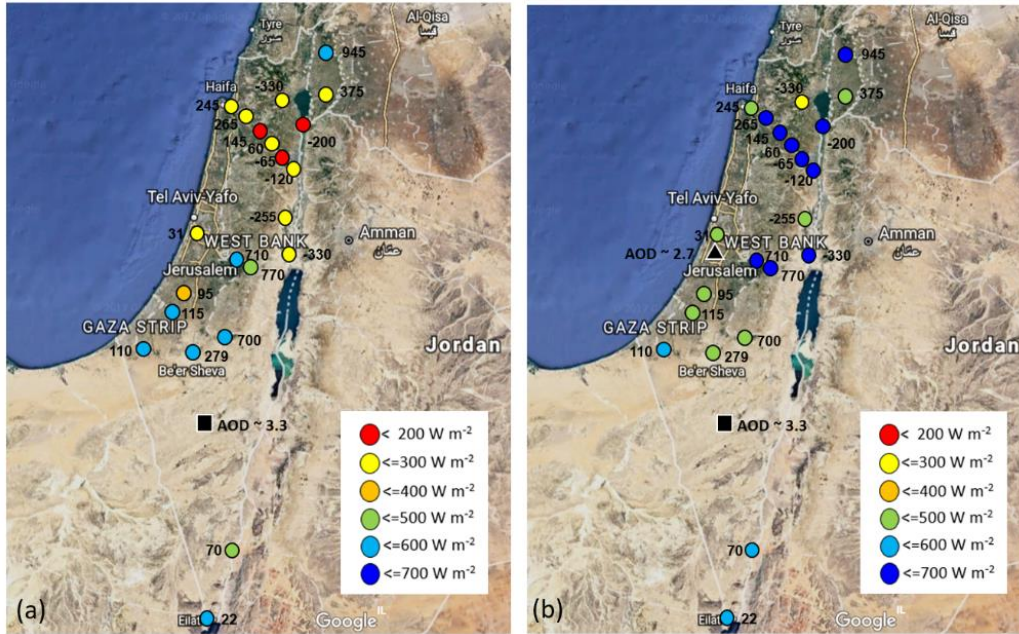 Tyre
صور
Al-Qisa
Haifa
945
-330
375
245
265
145
60
-65
-120
-200
Tel Aviv-Yafo
-255
31
WEST BANK
Amman
عمّان
710
-330
Jerusalem
770
95
115
GAZA STRIP
700
110
279
Be'er Sheva
Jordan
AOD ~ 3.3
< 200 W m-2
<=300 W m-2
<=400 W m-2
<=500 W m-2
<=600 W m-2
<=700 W m-2
70
(a)
Eilat
22
Google
IL
Tyre
صور
Al-Qisa
Haifa
945
-330
375
245
265
145
60
-65
-120
-200
Tel Aviv-Yafo
-255
31
WEST BANK
Amman
عمّان
AOD ~ 2.7
710
-330
Jerusalem
770
95
115
GAZA STRIP
700
110
279
Be'er Sheva
Jordan
AOD ~ 3.3
< 200 W m-2
<=300 W m-2
<=400 W m-2
<=500 W m-2
<=600 W m-2
<=700 W m-2
70
(b)
Eilat
22
Google
IL